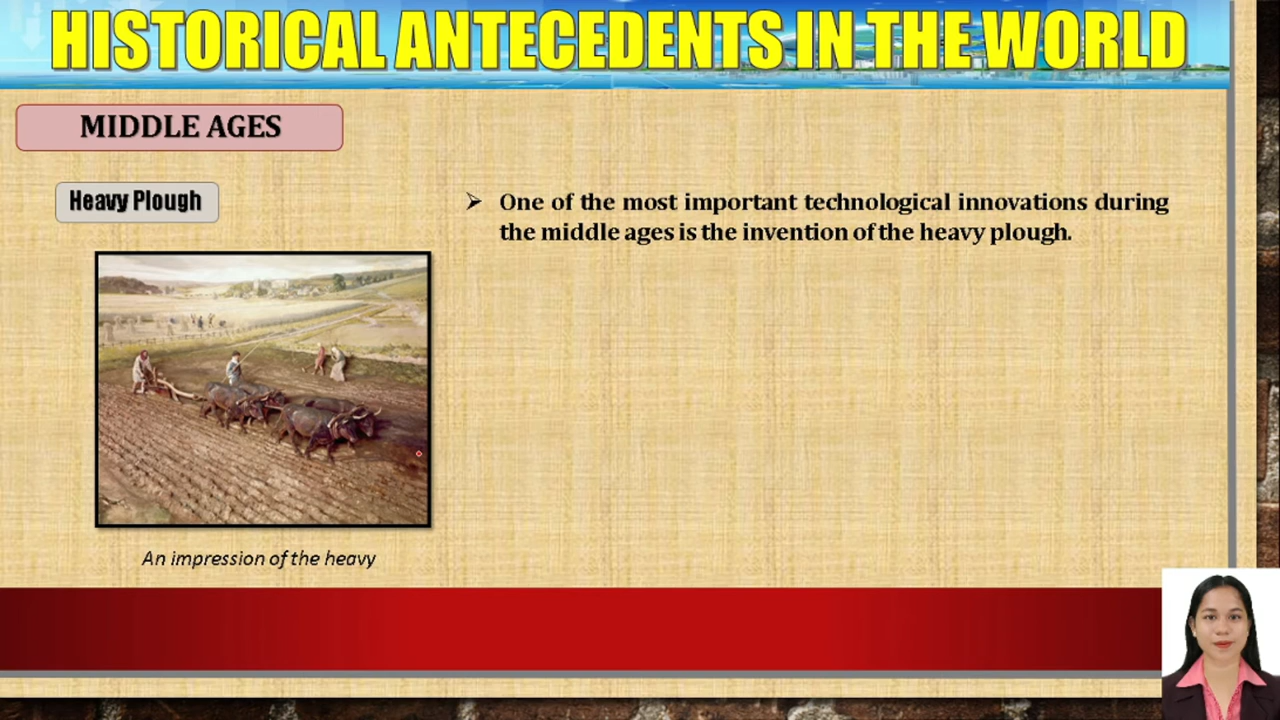 HISTORICAL ANTECEDENTS IN THE WORLD
MIDDLE AGES
Heavy Plough
➢ One of the most important technological innovations during
the middle ages is the invention of the heavy plough.
An impression of the heavy